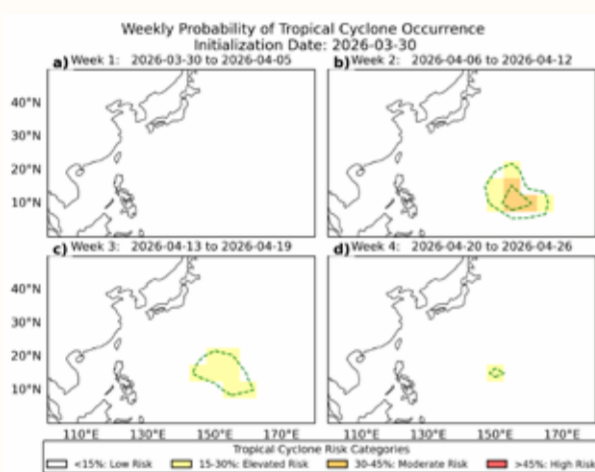 Weekly Probability of Tropical Cyclone Occurrence
Initialization Date: 2026-03-30
a) Week 1: 2026-03-30 to 2026-04-05
b) Week 2: 2026-04-06 to 2026-04-12
40°N
30°N
20°N
10°N
c) Week 3: 2026-04-13 to 2026-04-19
d) Week 4: 2026-04-20 to 2026-04-26
40°N
30°N
20°N
10°N
110°E 130°E 150°E 170°E 110°E 130°E 150°E 170°E
Tropical Cyclone Risk Categories
<15%: Low Risk 15-30%: Elevated Risk 30-45%: Moderate Risk >45%: High Risk